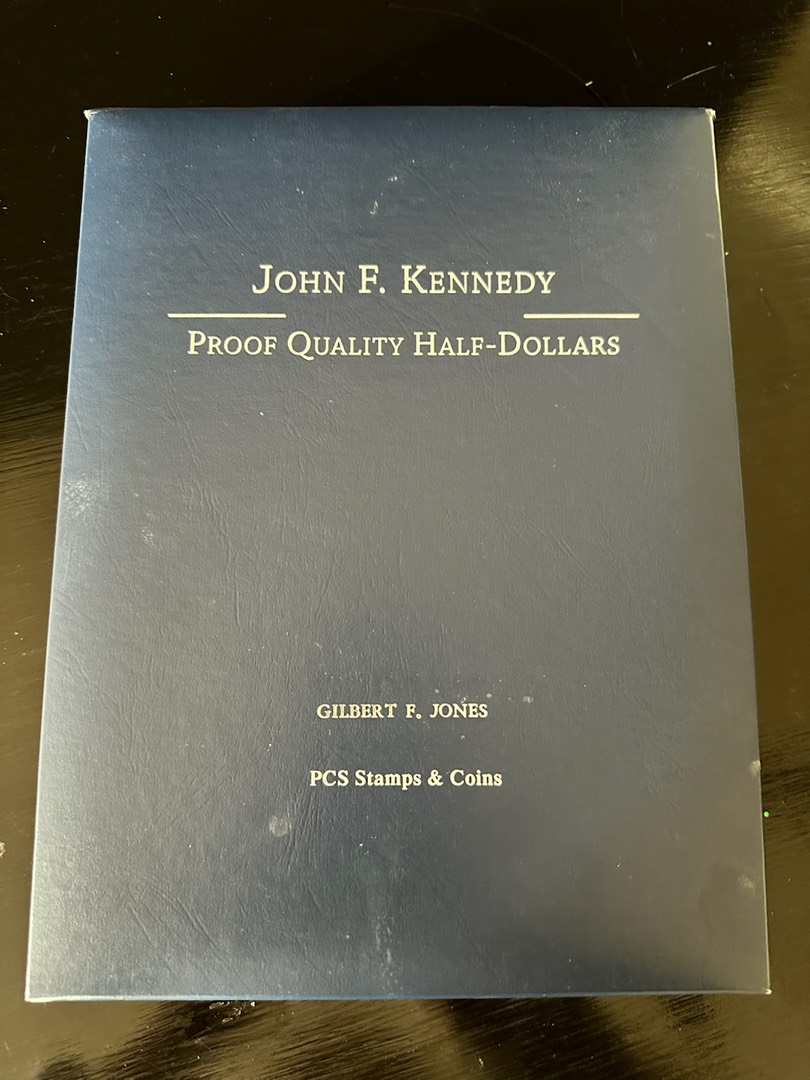 John F. Kennedy
Proof Quality Half-Dollars
GILBERT F. JONES
PCS Stamps & Coins